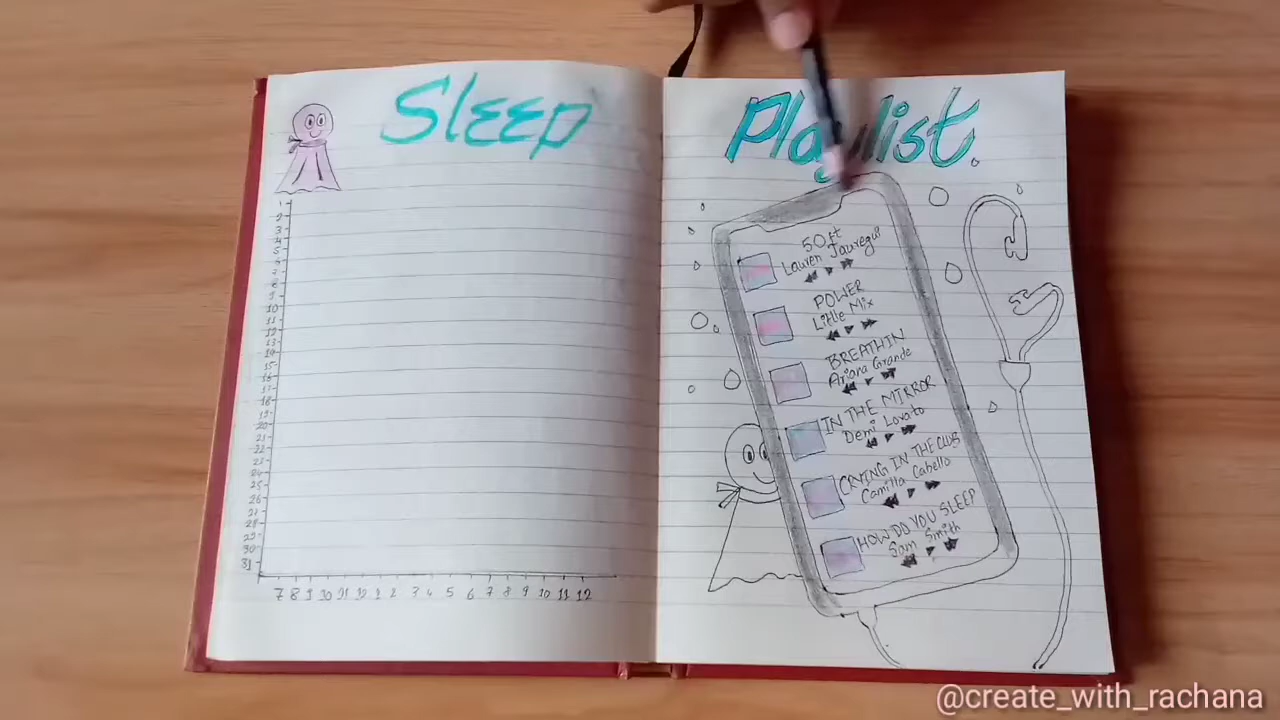 Sleep
1
2
3
4
5
6
7
8
9
10
11
12
13
14
15
16
17
18
19
20
21
22
23
24
25
26
27
28
29
30
31
7 8 9 10 11 12 1 2 3 4 5 6 7 8 9 10 11 12
Playlist.
50ft
Lauren Jauregui
POWER
Little Mix
BREATHIN
Ariana Grande
IN THE MIRROR
Demi Lovato
CRYING IN THE CLUB
Camilla Cabello
HOW DO YOU SLEEP
Sam Smith
@create_with_rachana